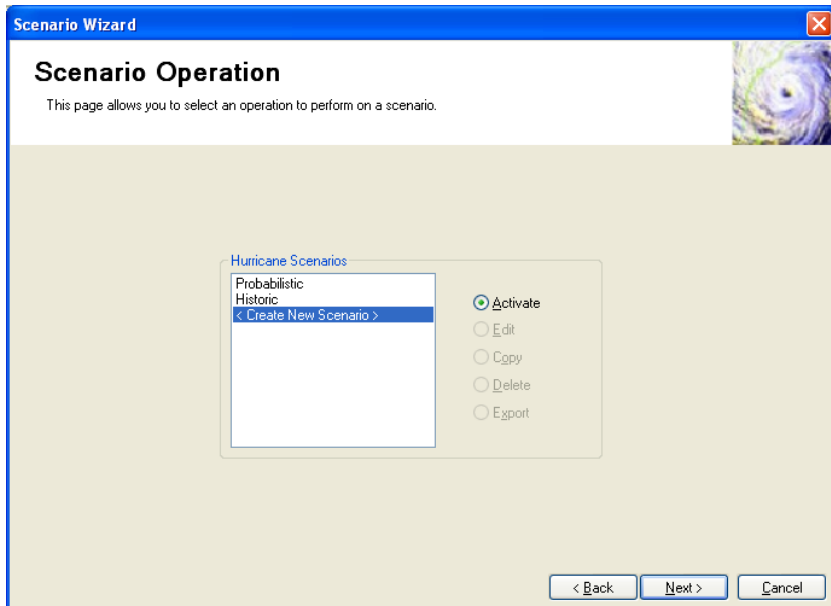 Scenario Wizard
Scenario Operation
This page allows you to select an operation to perform on a scenario.
Hurricane Scenarios
Probabilistic
Historic
< Create New Scenario >
Activate
Edit
Copy
Delete
Export
< Back
Next >
Cancel